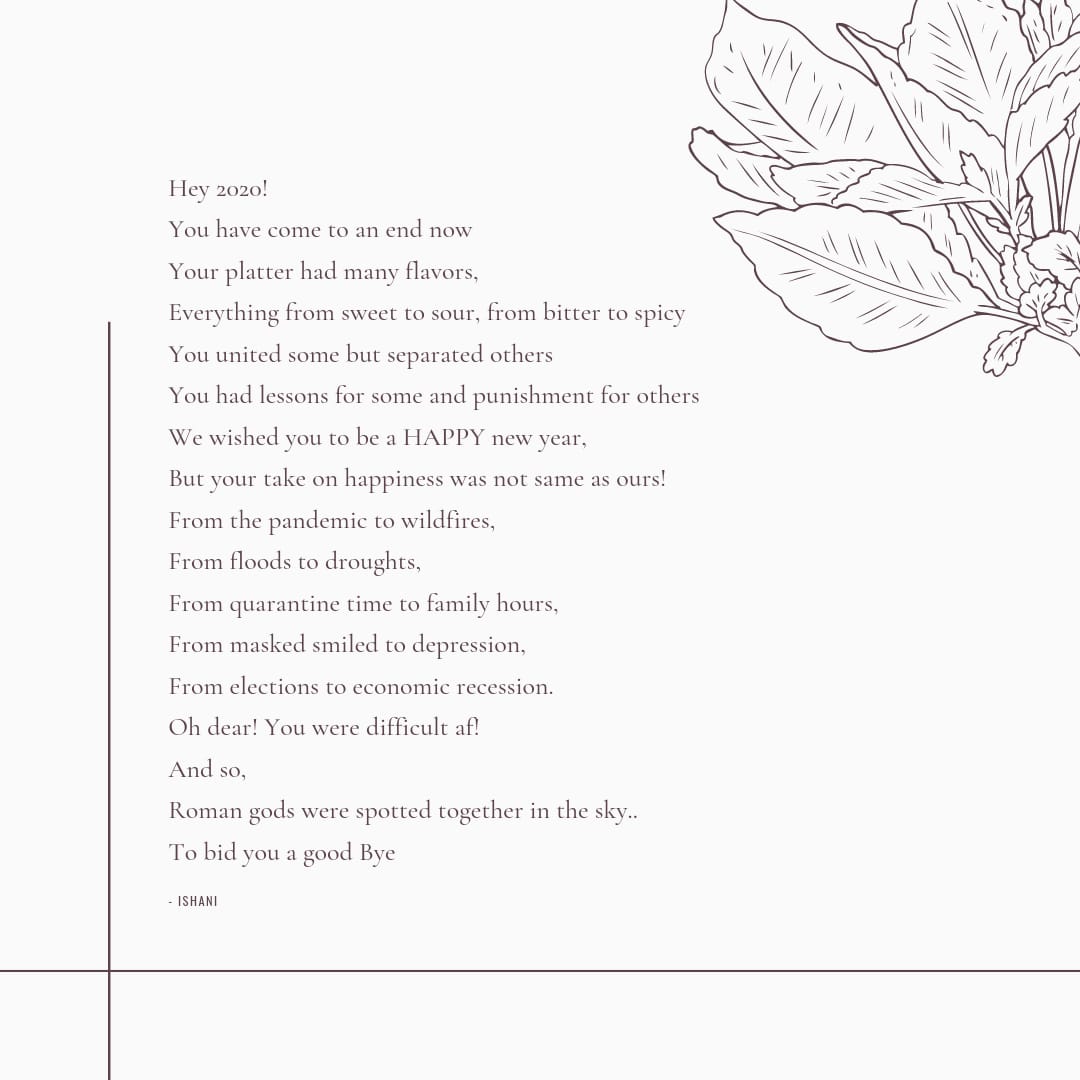 Hey 2020!
You have come to an end now
Your platter had many flavors,
Everything from sweet to sour, from bitter to spicy
You united some but separated others
You had lessons for some and punishment for others
We wished you to be a HAPPY new year,
But your take on happiness was not same as ours!
From the pandemic to wildfires,
From floods to droughts,
From quarantine time to family hours,
From masked smiled to depression,
From elections to economic recession.
Oh dear! You were difficult af!
And so,
Roman gods were spotted together in the sky..
To bid you a good Bye
- ISHANI